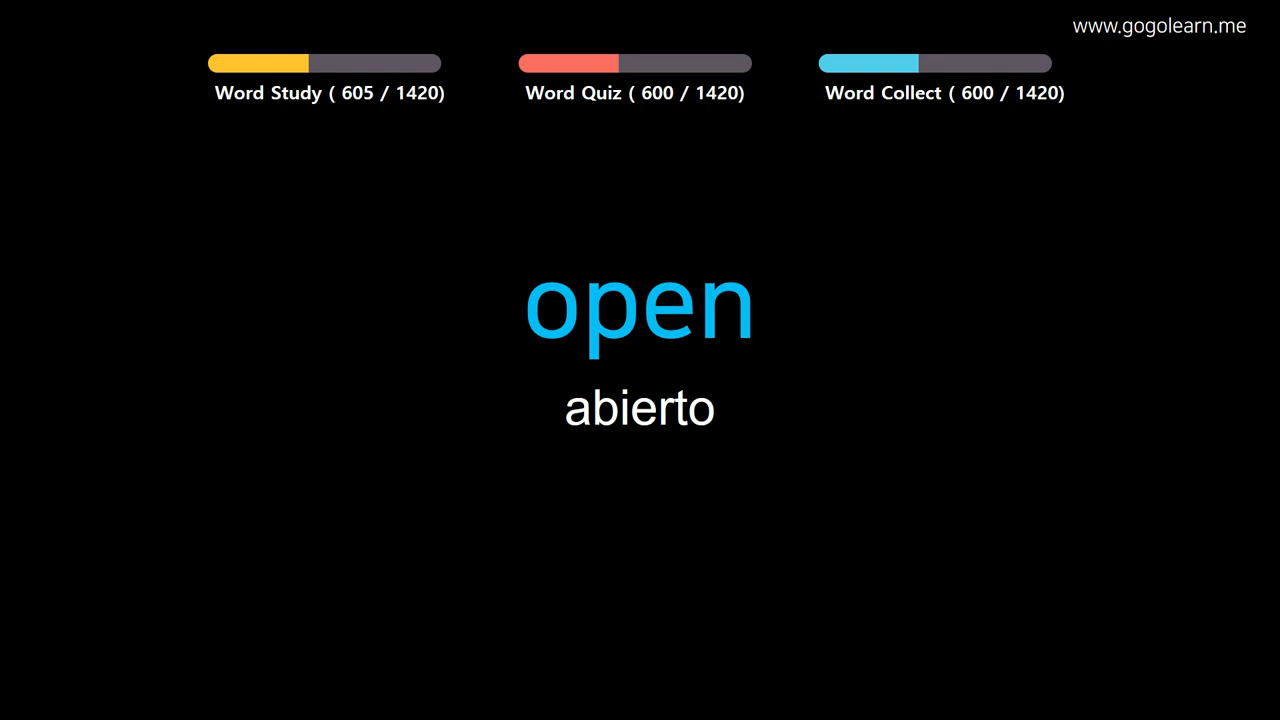 www.gogolearn.me
Word Study ( 605 / 1420)
Word Quiz ( 600 / 1420)
Word Collect ( 600 / 1420)
open
abierto